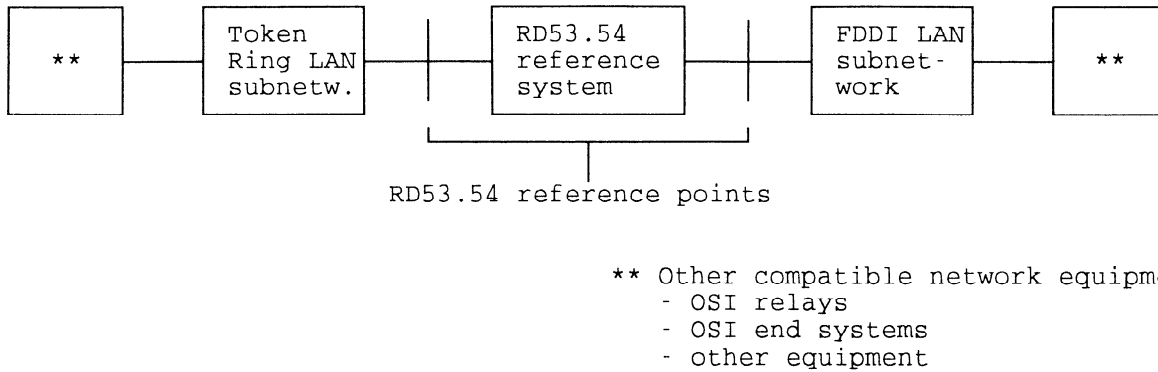 **
Token
Ring LAN
subnetw.
RD53.54
reference
system
FDDI LAN
subnet-
work
**
RD53.54 reference points
** Other compatible network
- OSI relays
- OSI end systems
- other equipment